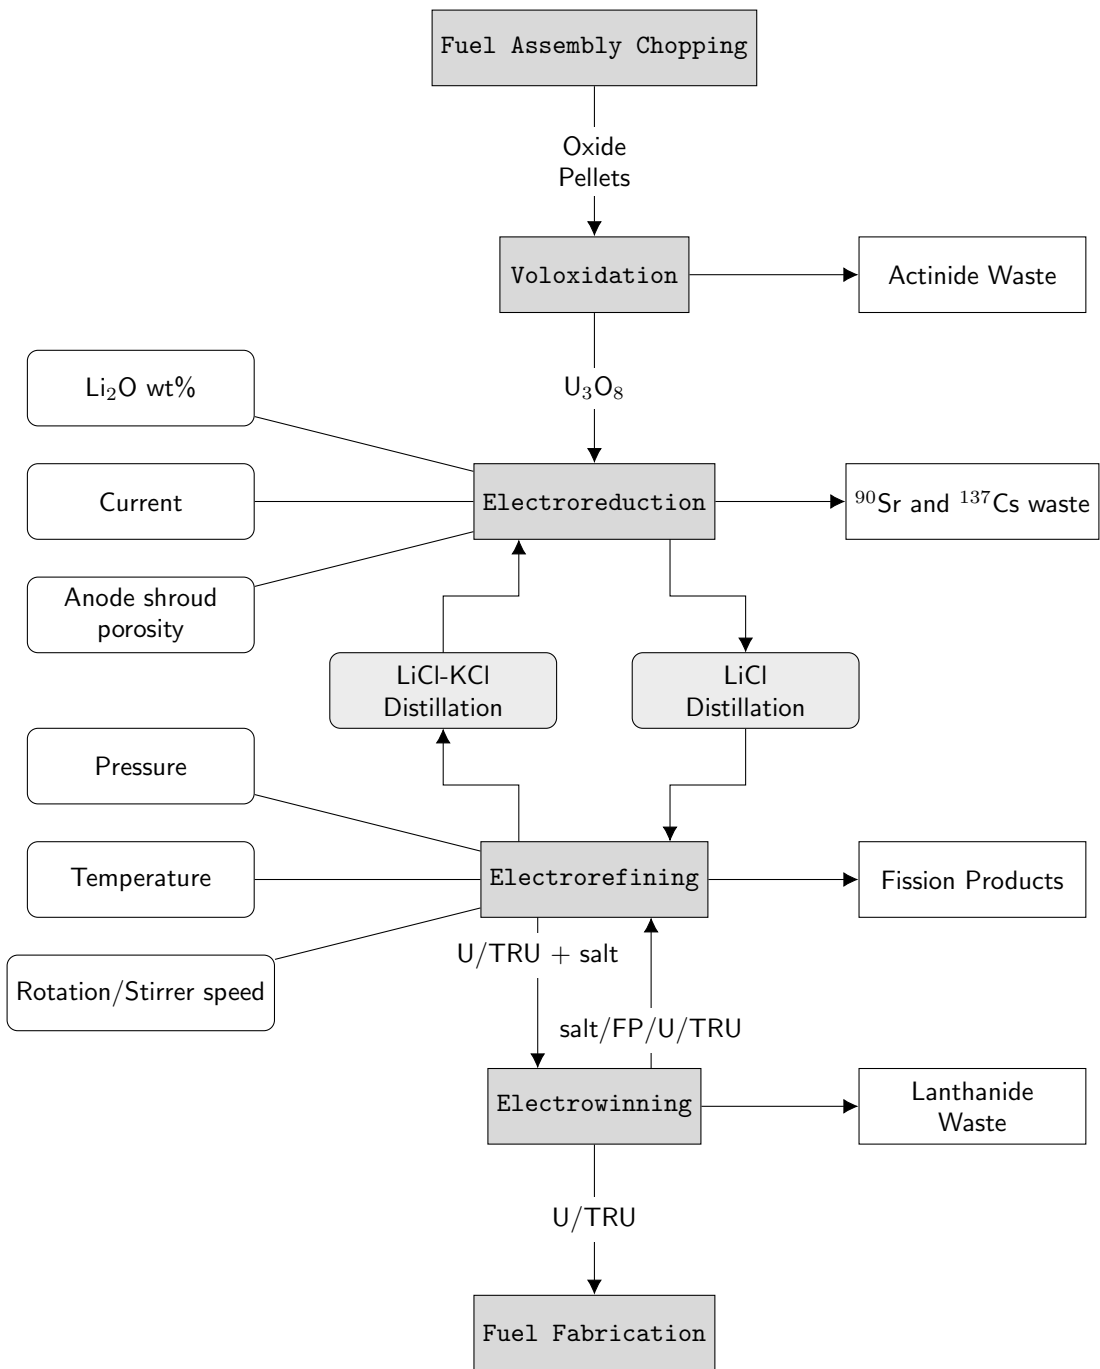 Fuel Assembly Chopping
Oxide
Pellets
Voloxidation
Actinide Waste
Li₂O wt%
U₃O₈
Current
Electroreduction
⁹⁰Sr and ¹³⁷Cs waste
Anode shroud
porosity
LiCl-KCl
Distillation
LiCl
Distillation
Pressure
Temperature
Electrorefining
Fission Products
Rotation/Stirrer speed
U/TRU + salt
salt/FP/U/TRU
Electrowinning
Lanthanide
Waste
U/TRU
Fuel Fabrication